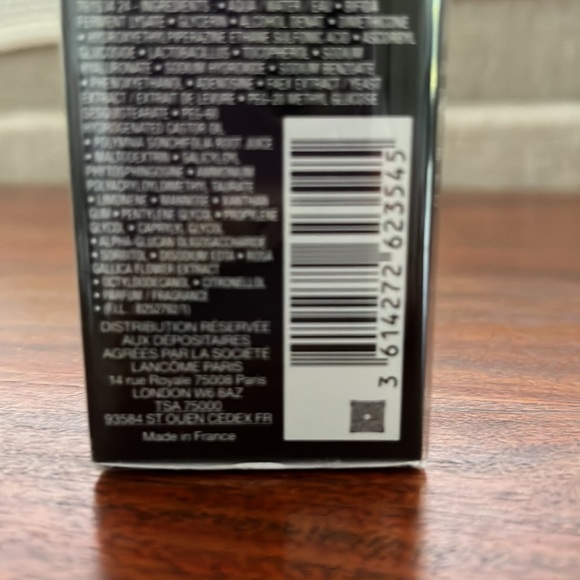 • AQUA / WATER / EAU • BIFIDA
FERMENT LYSATE • GLYCERIN • ALCOHOL DENAT. • DIMETHICONE
• HYDROXYETHYLPIPERAZINE ETHANE SULFONIC ACID • ASCORBYL
GLUCOSIDE • LACTOBACILLUS • TOCOPHEROL • SODIUM
HYALURONATE • SODIUM HYDROXIDE • SODIUM BENZOATE
• PHENOXYETHANOL • ADENOSINE • FAEX EXTRACT / YEAST
EXTRACT / EXTRAIT DE LEVURE • PEG-20 METHYL GLUCOSE
SESQUISTEARATE • PEG-60
HYDROGENATED CASTOR OIL
• POLYMNIA SONCHIFOLIA ROOT JUICE
• MALTODEXTRIN • SALICYLOYL
PHYTOSPHINGOSINE • AMMONIUM
POLYACRYLOYLDIMETHYL TAURATE
• LIMONENE • MANNOSE • XANTHAN
GUM • PENTYLENE GLYCOL • PROPYLENE
GLYCOL • CAPRYLYL GLYCOL
• ALPHA-GLUCAN OLIGOSACCHARIDE
• SORBITOL • DISODIUM EDTA • ROSA
GALLICA FLOWER EXTRACT
• OCTYLDODECANOL • CITRONELLOL
• PARFUM / FRAGRANCE
• (F.I.L. B252782/1)
DISTRIBUTION RÉSERVÉE
AUX DEPOSITAIRES
AGRÉÉS PAR LA SOCIÉTÉ
LANCÔME PARIS
14 rue Royale 75008 Paris
LONDON W6 8AZ
TSA 75000
93584 ST OUEN CEDEX FR
Made in France
3 614272 623545